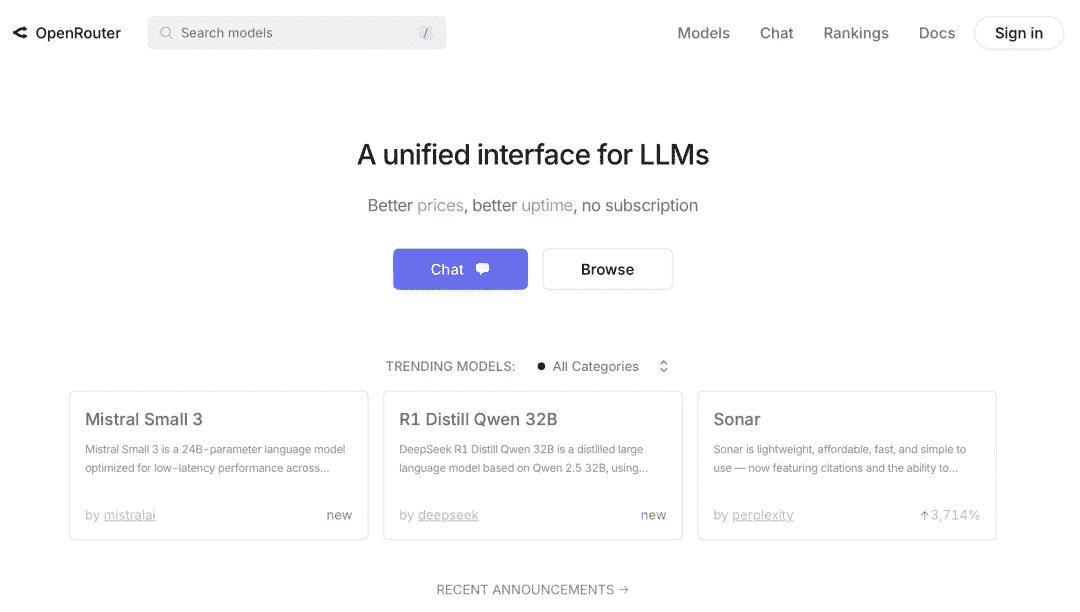 OpenRouter
Search models
/
Models
Chat
Rankings
Docs
Sign in
A unified interface for LLMs
Better prices, better uptime, no subscription
Chat
Browse
TRENDING MODELS:
All Categories
Mistral Small 3
Mistral Small 3 is a 24B-parameter language model
optimized for low-latency performance across...
by mistralai
new
R1 Distill Qwen 32B
DeepSeek R1 Distill Qwen 32B is a distilled large
language model based on Qwen 2.5 32B, using...
by deepseek
new
Sonar
Sonar is lightweight, affordable, fast, and simple to
use — now featuring citations and the ability to...
by perplexity
↑3,714%
RECENT ANNOUNCEMENTS →